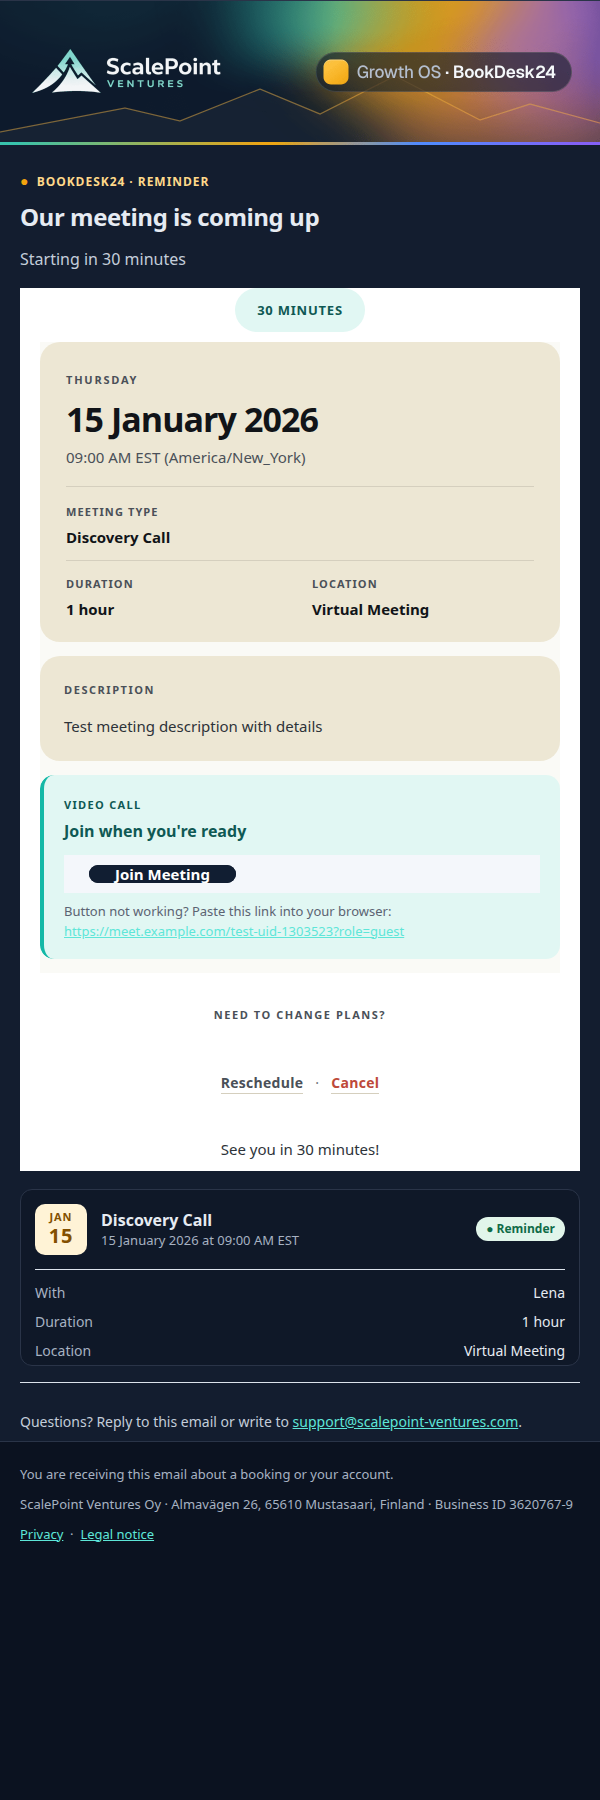 ScalePoint
VENTURES
Growth OS · BookDesk24
● BOOKDESK24 · REMINDER
Our meeting is coming up
Starting in 30 minutes
30 MINUTES
THURSDAY
15 January 2026
09:00 AM EST (America/New_York)
MEETING TYPE
Discovery Call
DURATION LOCATION
1 hour Virtual Meeting
DESCRIPTION
Test meeting description with details
VIDEO CALL
Join when you're ready
Join Meeting
Button not working? Paste this link into your browser:
https://meet.example.com/test-uid-1303523?role=guest
NEED TO CHANGE PLANS?
Reschedule · Cancel
See you in 30 minutes!
JAN
15
Discovery Call
15 January 2026 at 09:00 AM EST
● Reminder
With Lena
Duration 1 hour
Location Virtual Meeting
Questions? Reply to this email or write to support@scalepoint-ventures.com.
You are receiving this email about a booking or your account.
ScalePoint Ventures Oy · Almavägen 26, 65610 Mustasaari, Finland · Business ID 3620767-9
Privacy · Legal notice